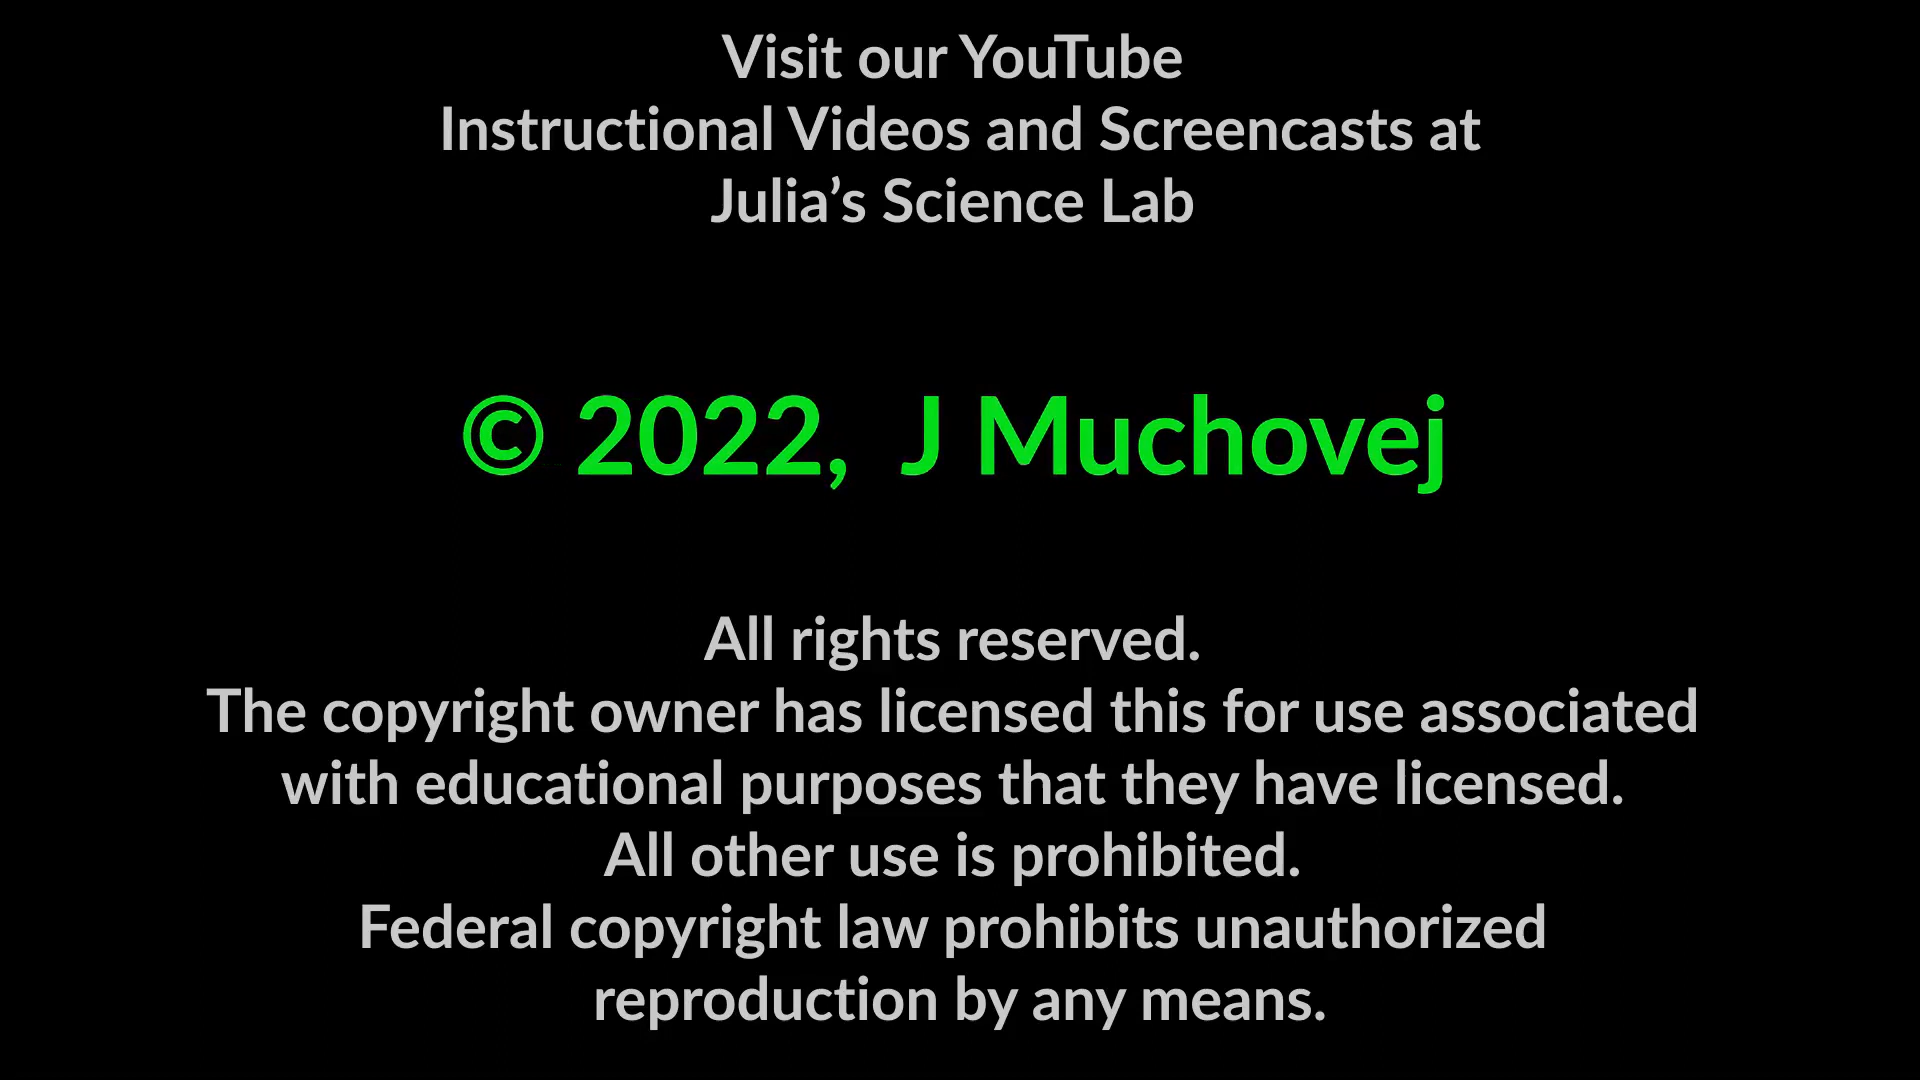 Visit our YouTube
Instructional Videos and Screencasts at
Julia’s Science Lab
© 2022, J Muchovej
All rights reserved.
The copyright owner has licensed this for use associated
with educational purposes that they have licensed.
All other use is prohibited.
Federal copyright law prohibits unauthorized
reproduction by any means.